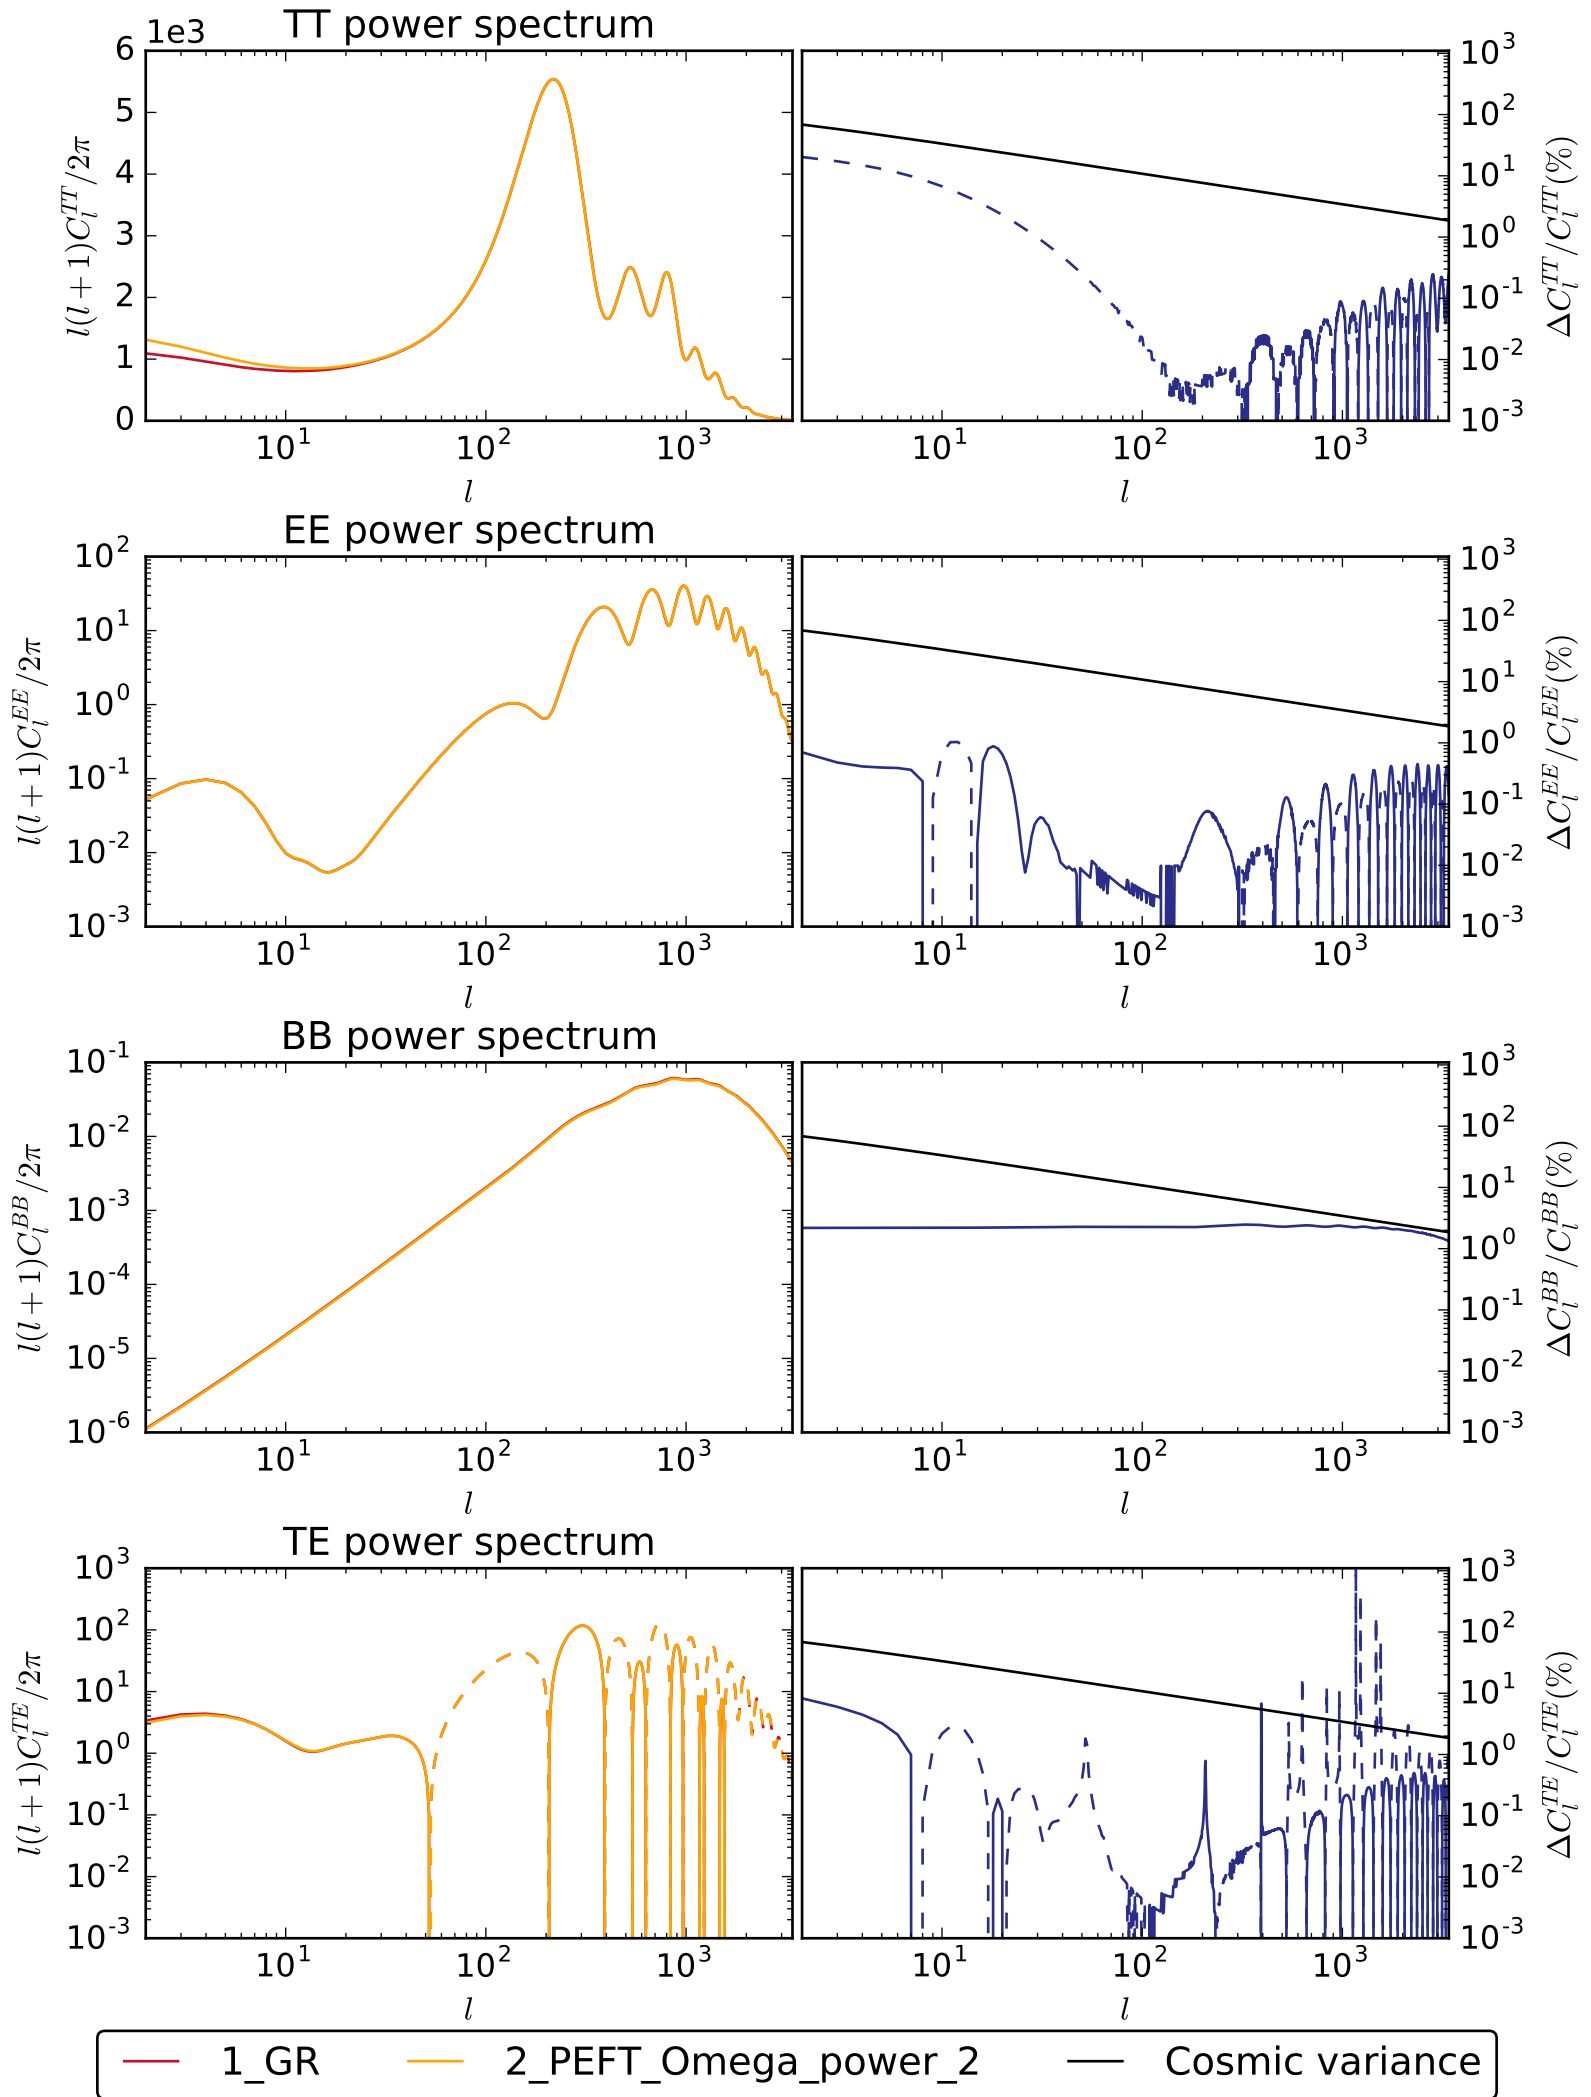 TT power spectrum
1e3
6
5
4
3
2
1
0
l(l+1)C_l^{TT}/2π
10^1 10^2 10^3
l
10^3
10^2
10^1
10^0
10^-1
10^-2
10^-3
ΔC_l^{TT}/C_l^{TT}(%)
10^1 10^2 10^3
l
EE power spectrum
10^2
10^1
10^0
10^-1
10^-2
10^-3
l(l+1)C_l^{EE}/2π
10^1 10^2 10^3
l
10^3
10^2
10^1
10^0
10^-1
10^-2
10^-3
ΔC_l^{EE}/C_l^{EE}(%)
10^1 10^2 10^3
l
BB power spectrum
10^-1
10^-2
10^-3
10^-4
10^-5
10^-6
l(l+1)C_l^{BB}/2π
10^1 10^2 10^3
l
10^3
10^2
10^1
10^0
10^-1
10^-2
10^-3
ΔC_l^{BB}/C_l^{BB}(%)
10^1 10^2 10^3
l
TE power spectrum
10^3
10^2
10^1
10^0
10^-1
10^-2
10^-3
l(l+1)C_l^{TE}/2π
10^1 10^2 10^3
l
10^3
10^2
10^1
10^0
10^-1
10^-2
10^-3
ΔC_l^{TE}/C_l^{TE}(%)
10^1 10^2 10^3
l
1_GR 2_PEFT_Omega_power_2 Cosmic variance